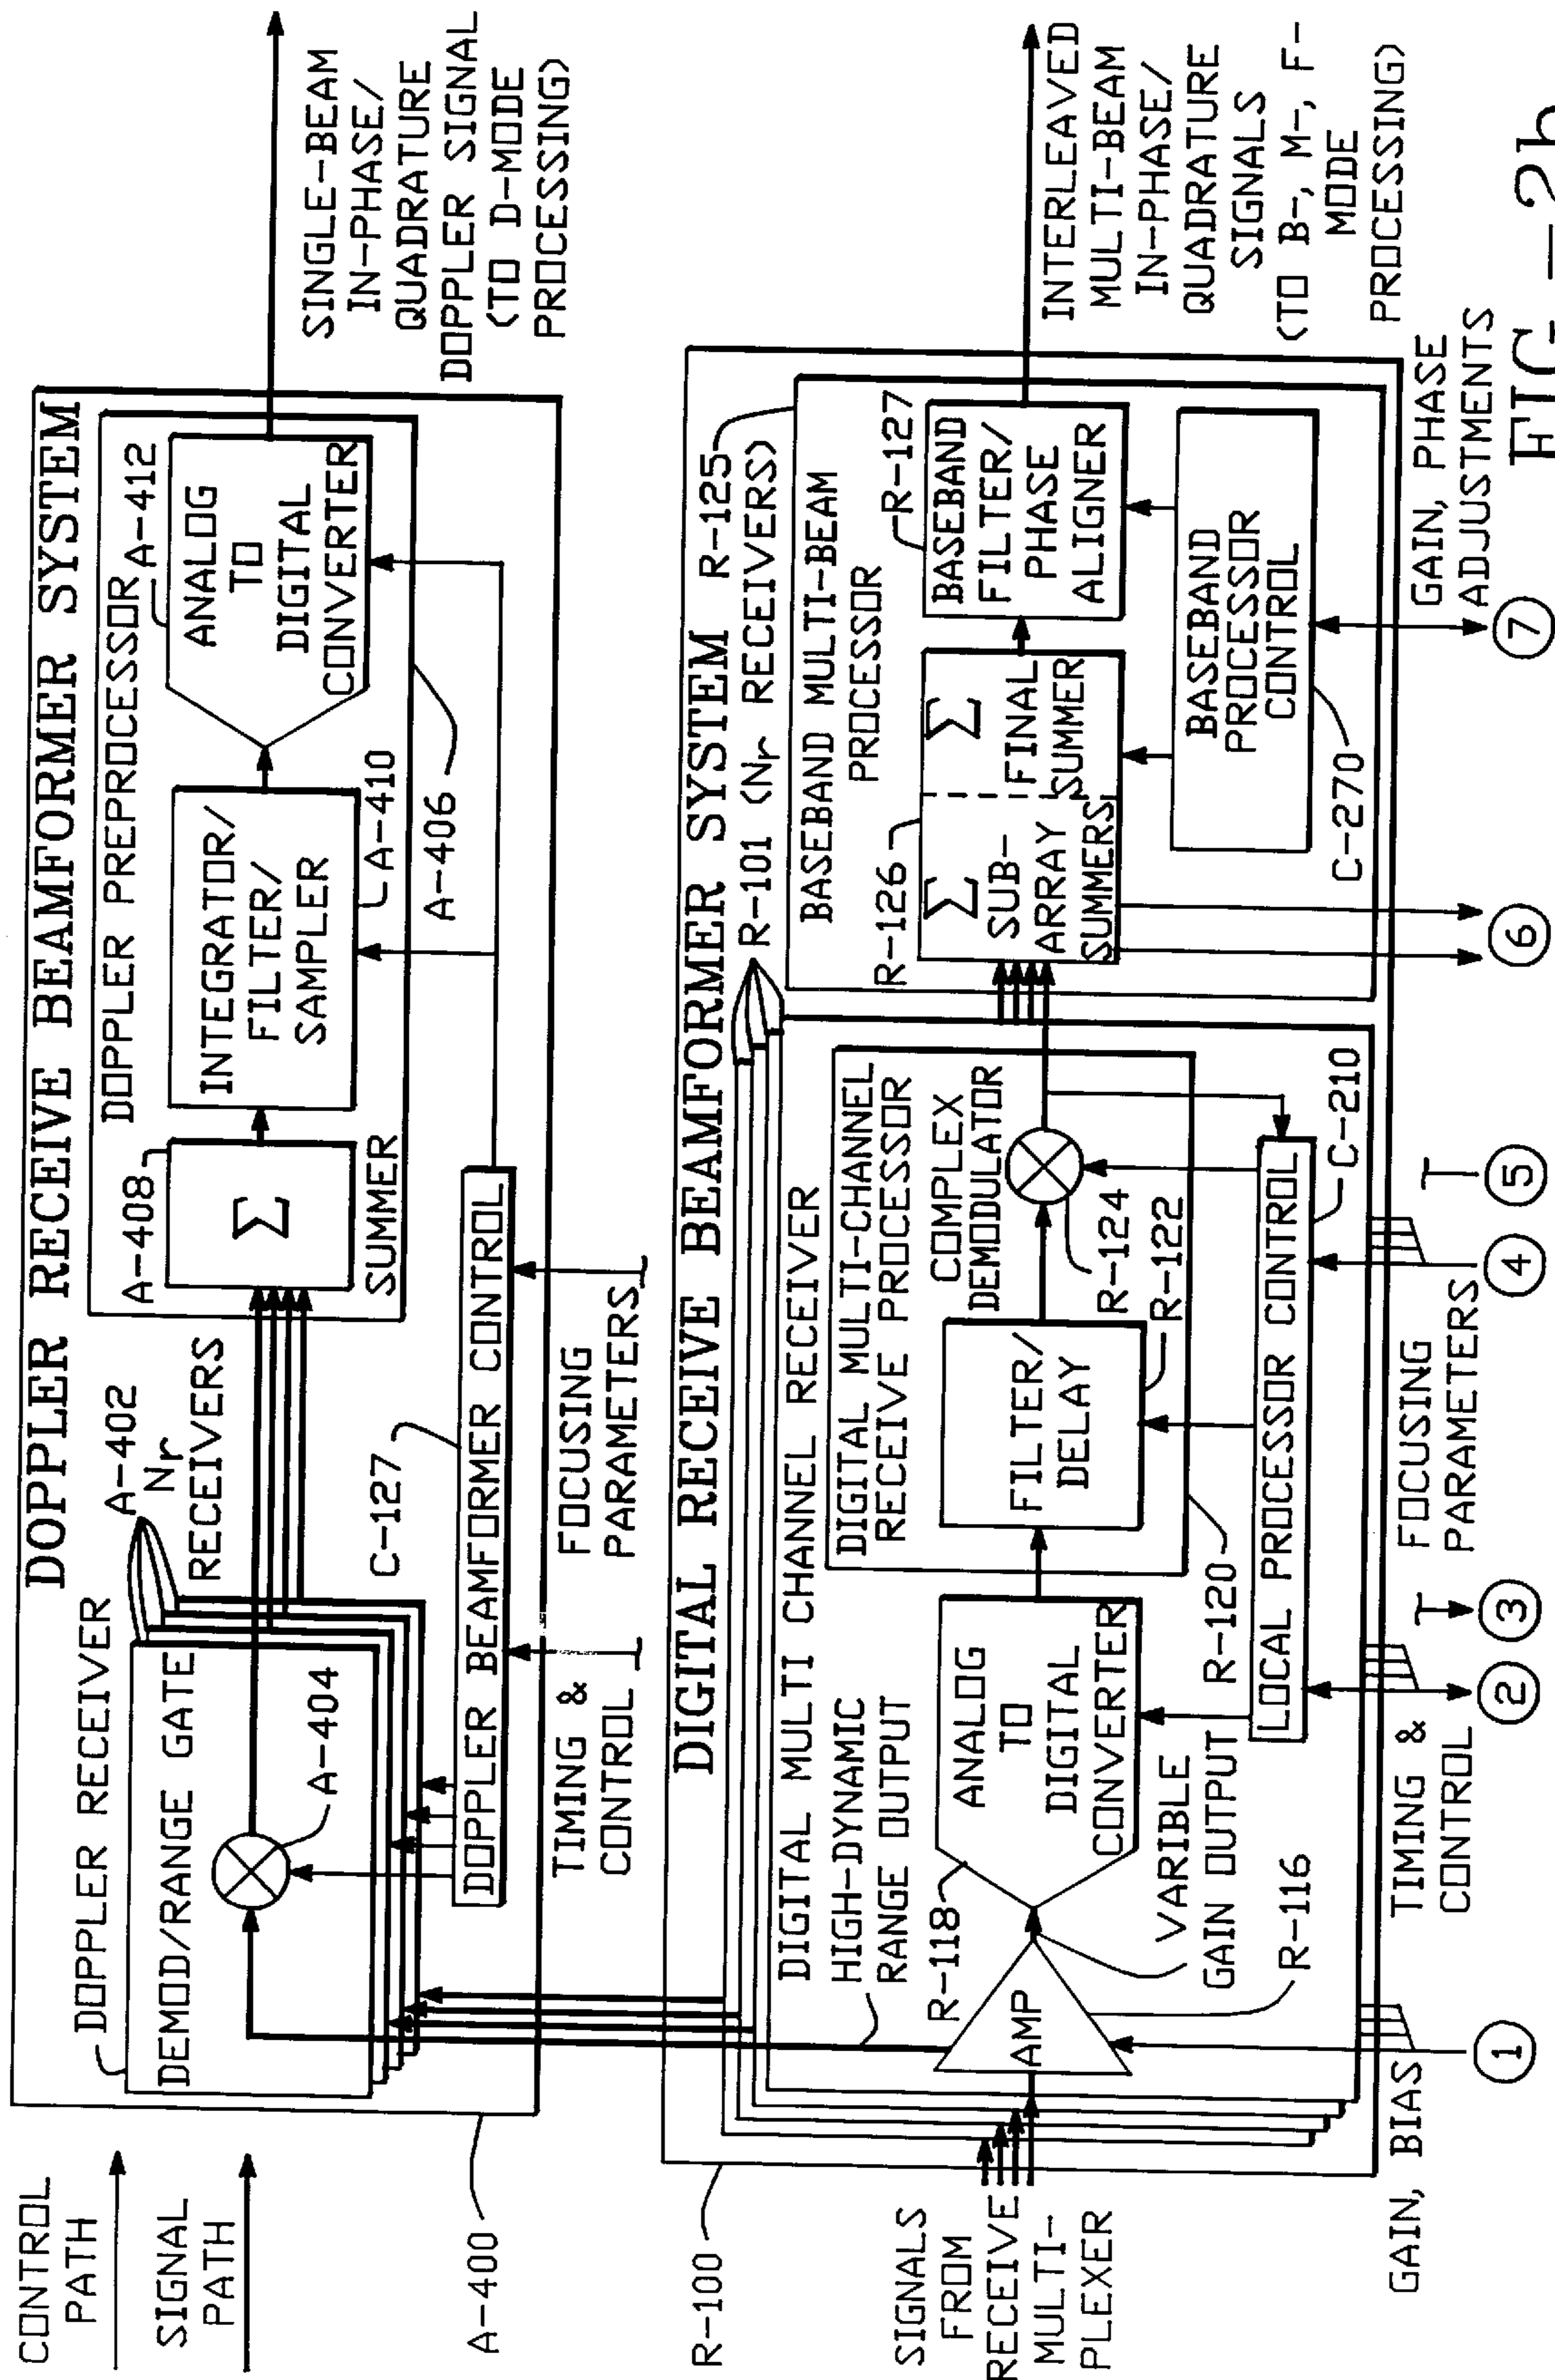 CONTROL
PATH
SIGNAL
PATH
DOPPLER RECEIVE BEAMFORMER SYSTEM
A-400
DOPPLER RECEIVER
DEMOD/RANGE GATE
A-404
A-402
Nr
RECEIVERS
A-408
Σ
SUMMER
DOPPLER PREPROCESSOR
INTEGRATOR/
FILTER/
SAMPLER
A-410
A-412
ANALOG
TO
DIGITAL
CONVERTER
A-406
C-127
DOPPLER BEAMFORMER CONTROL
TIMING &
CONTROL
FOCUSING
PARAMETERS
SINGLE-BEAM
IN-PHASE/
QUADRATURE
DOPPLER SIGNAL
(TO D-MODE
PROCESSING)
DIGITAL RECEIVE BEAMFORMER SYSTEM
R-100
R-101 (Nr RECEIVERS)
SIGNALS
FROM
RECEIVE
MULTI-
PLEXER
DIGITAL MULTI CHANNEL RECEIVER
HIGH-DYNAMIC
RANGE OUTPUT
R-118
AMP
VARIBLE
GAIN OUTPUT
R-116
ANALOG
TO
DIGITAL
CONVERTER
DIGITAL MULTI-CHANNEL
RECEIVE PROCESSOR
FILTER/
DELAY
COMPLEX
DEMODULATOR
R-124
R-122
R-120
LOCAL PROCESSOR CONTROL
C-210
R-125
BASEBAND MULTI-BEAM
PROCESSOR
R-126
Σ
SUB-
ARRAY
SUMMERS
Σ
FINAL
SUMMER
R-127
BASEBAND
FILTER/
PHASE
ALIGNER
BASEBAND
PROCESSOR
CONTROL
C-270
INTERLEAVED
MULTI-BEAM
IN-PHASE/
QUADRATURE
SIGNALS
(TO B-, M-, F-
MODE
PROCESSING)
GAIN, BIAS
1
TIMING &
CONTROL
2
3
FOCUSING
PARAMETERS
4
5
6
7
GAIN, PHASE
ADJUSTMENTS
FIG.-2b